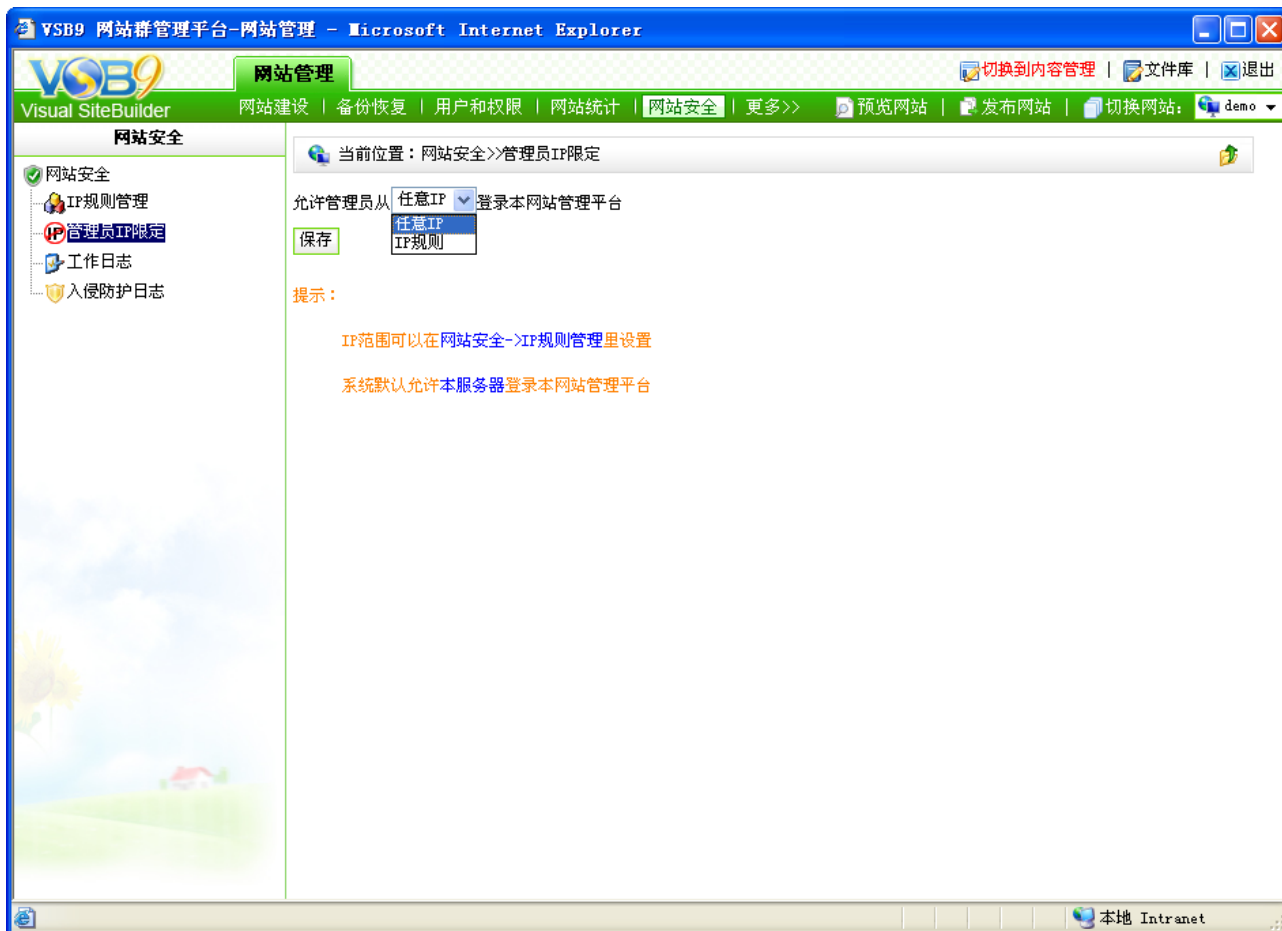 VSB9 网站群管理平台-网站管理 - Microsoft Internet Explorer
VSB9
Visual SiteBuilder
网站管理
切换到内容管理 | 文件库 | 退出
网站建设 | 备份恢复 | 用户和权限 | 网站统计 | 网站安全 | 更多>> 预览网站 | 发布网站 | 切换网站: demo
网站安全
网站安全
IP规则管理
管理员IP限定
工作日志
入侵防护日志
当前位置：网站安全>>管理员IP限定
允许管理员从 任意IP 登录本网站管理平台
任意IP
IP规则
保存
提示：
IP范围可以在网站安全->IP规则管理里设置
系统默认允许本服务器登录本网站管理平台
本地 Intranet